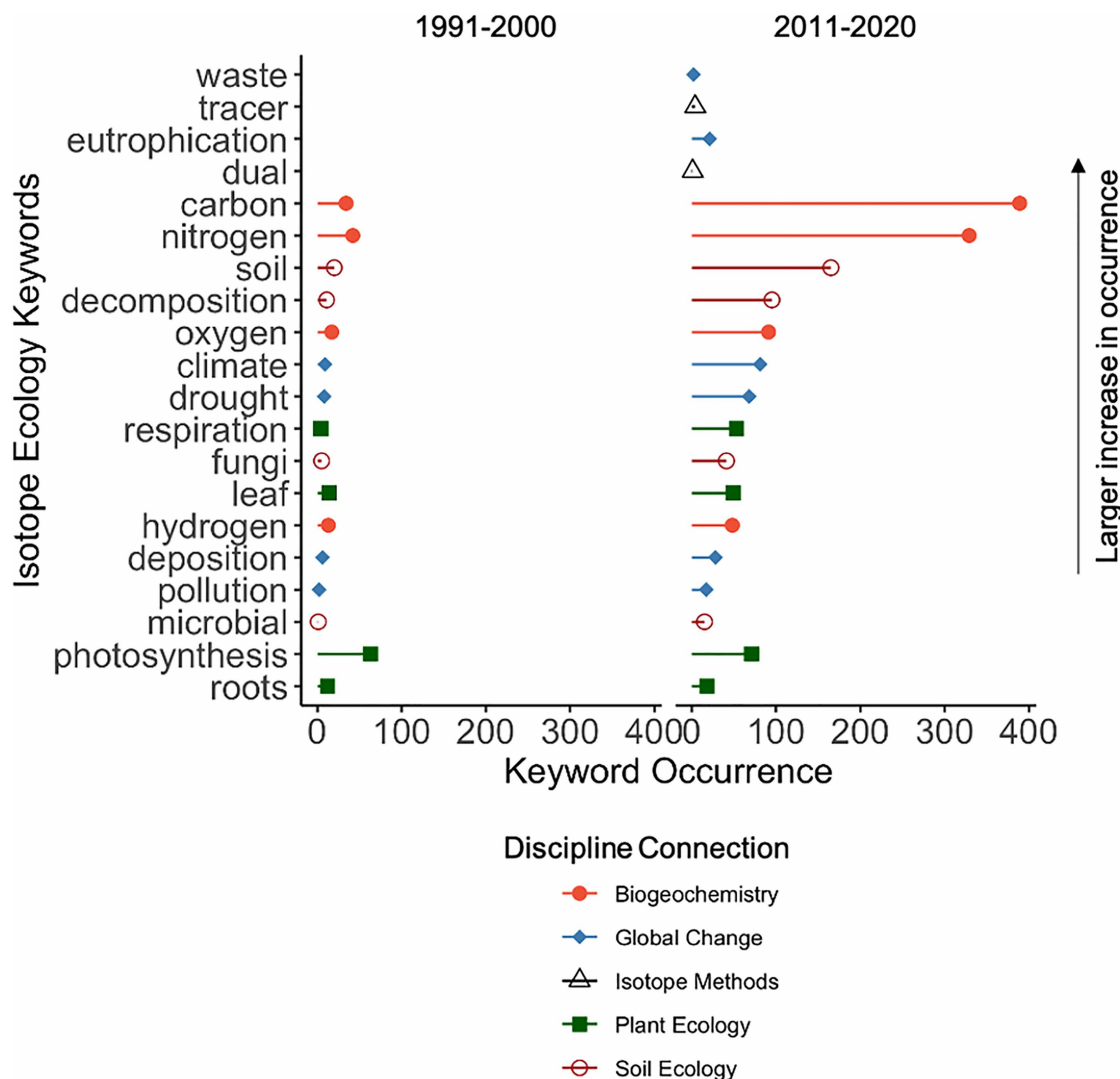 1991-2000
2011-2020
waste
tracer
eutrophication
dual
carbon
nitrogen
soil
decomposition
oxygen
climate
drought
respiration
fungi
leaf
hydrogen
deposition
pollution
microbial
photosynthesis
roots
Isotope Ecology Keywords
Larger increase in occurrence
0 100 200 300 400
0 100 200 300 400
Keyword Occurrence
Discipline Connection
Biogeochemistry
Global Change
Isotope Methods
Plant Ecology
Soil Ecology